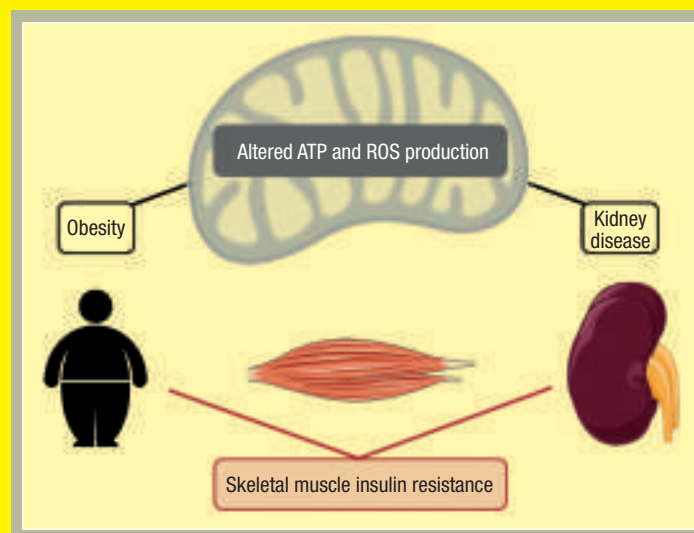 Altered ATP and ROS production
Obesity
Kidney
disease
Skeletal muscle insulin resistance